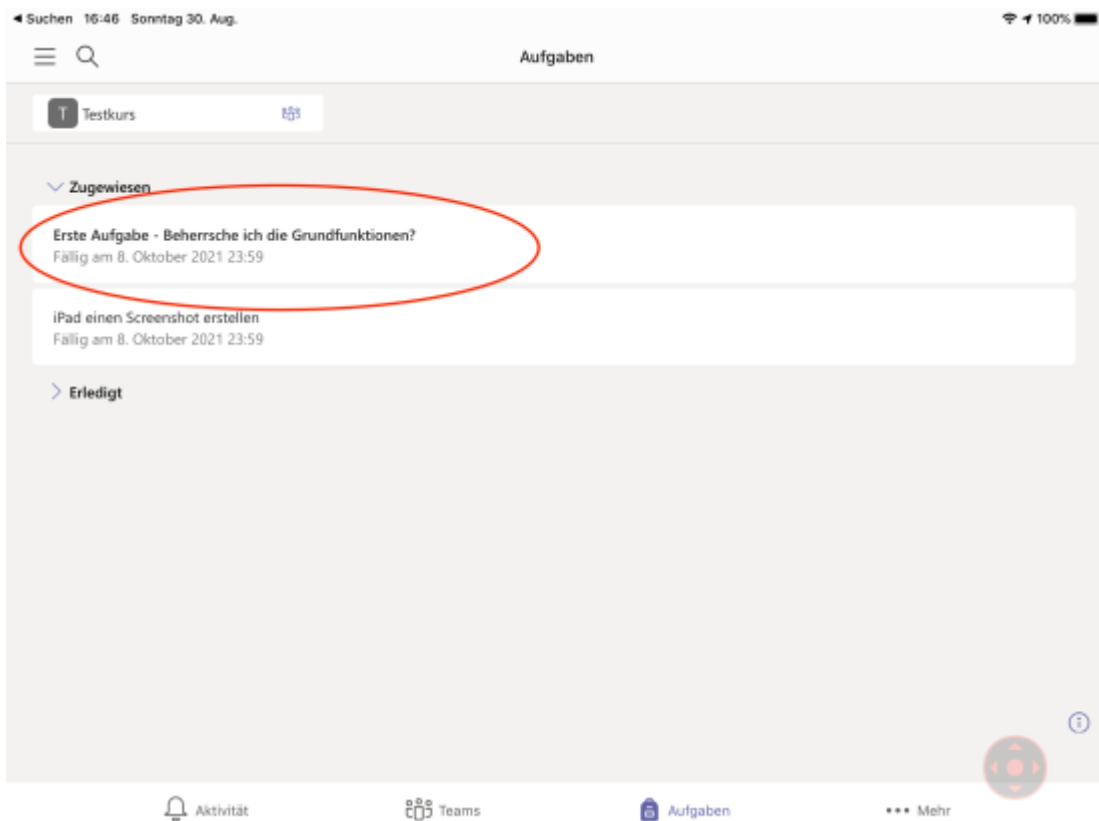 Suchen 16:46 Sonntag 30. Aug. 100%
Aufgaben
T Testkurs
Zugewiesen
Erste Aufgabe - Beherrsche ich die Grundfunktionen?
Fällig am 8. Oktober 2021 23:59
iPad einen Screenshot erstellen
Fällig am 8. Oktober 2021 23:59
Erledigt
Aktivität Teams Aufgaben Mehr